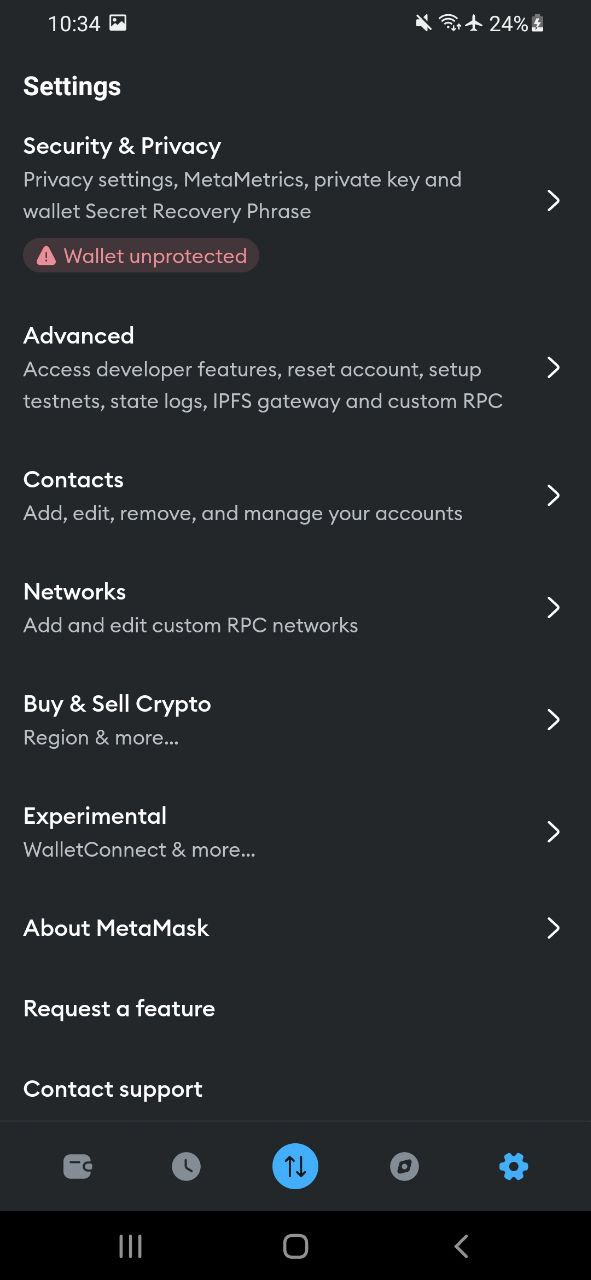 10:34
24%
Settings
Security & Privacy
Privacy settings, MetaMetrics, private key and
wallet Secret Recovery Phrase
Wallet unprotected
Advanced
Access developer features, reset account, setup
testnets, state logs, IPFS gateway and custom RPC
Contacts
Add, edit, remove, and manage your accounts
Networks
Add and edit custom RPC networks
Buy & Sell Crypto
Region & more...
Experimental
WalletConnect & more...
About MetaMask
Request a feature
Contact support